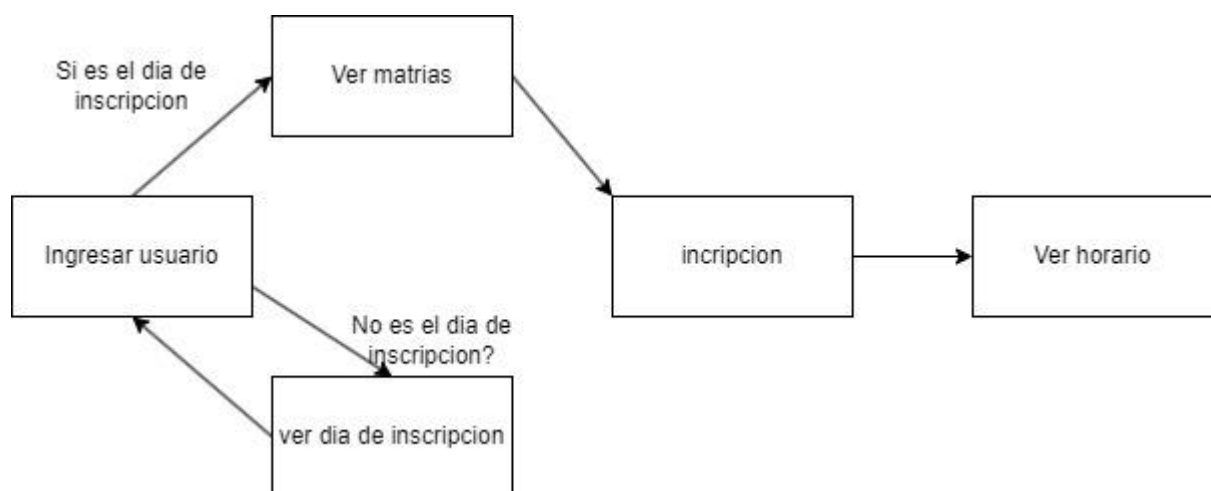 Si es el dia de
inscripcion
Ver matrias
Ingresar usuario
incripcion
Ver horario
No es el dia de
inscripcion?
ver dia de inscripcion